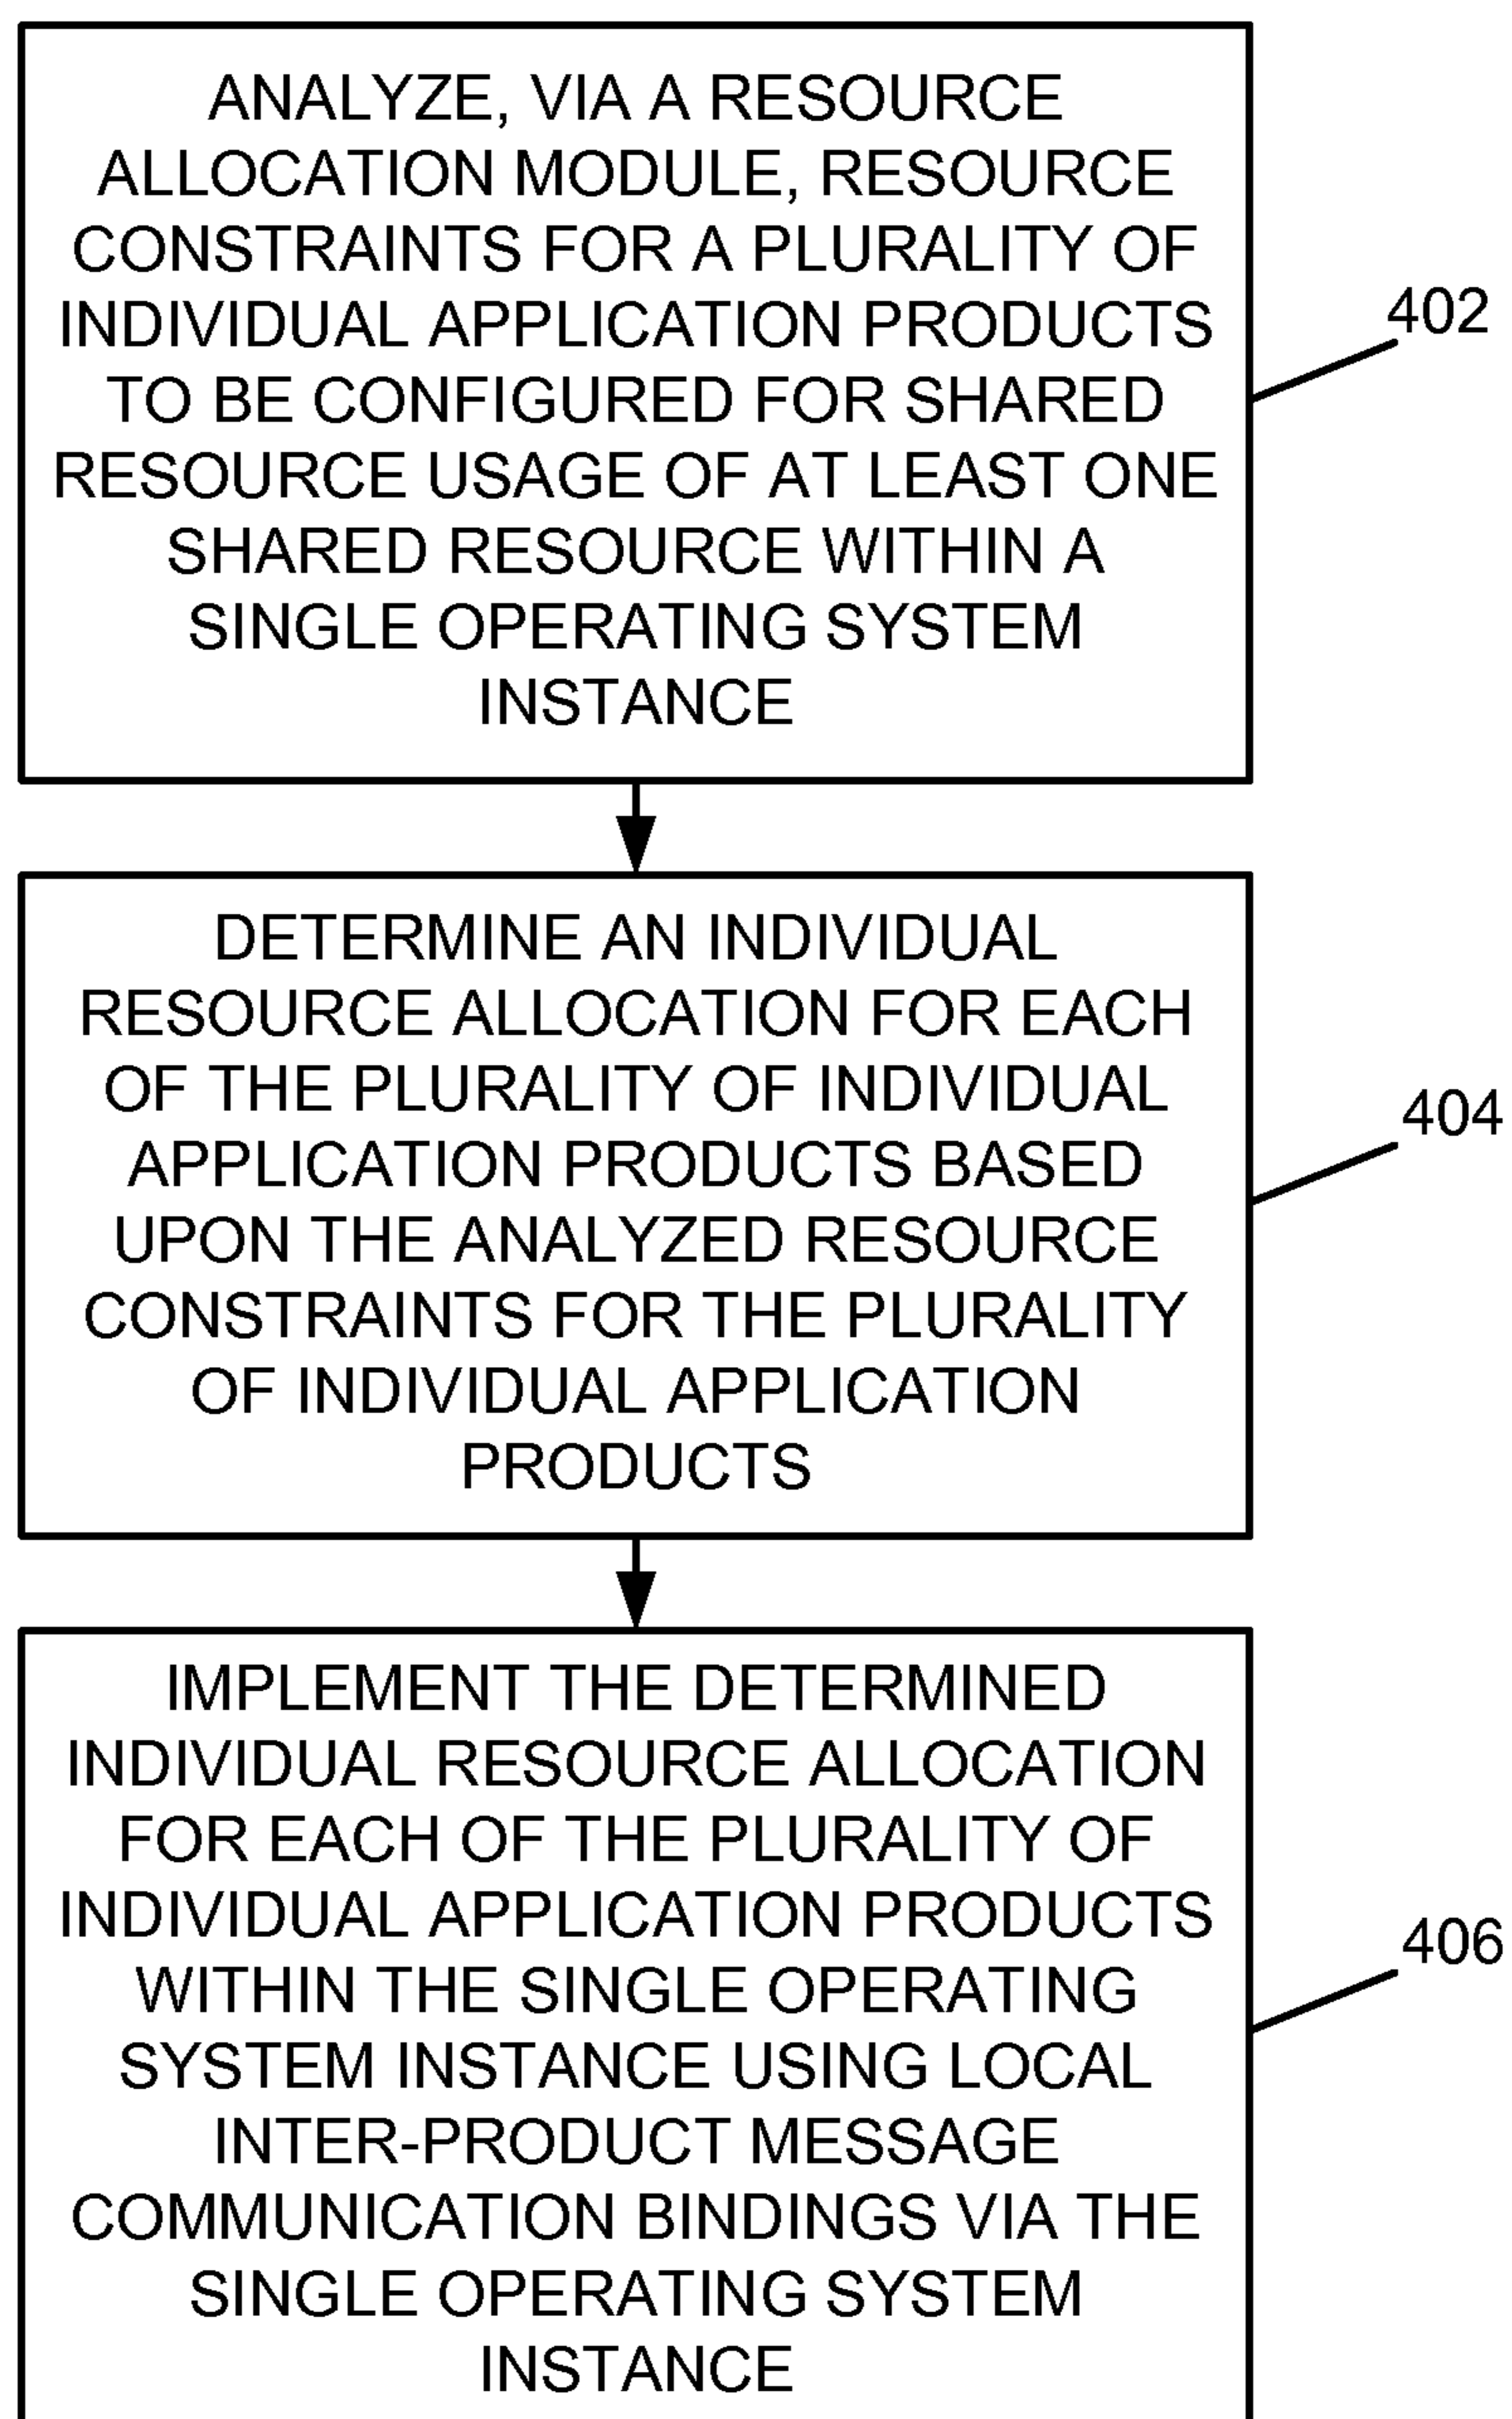 ANALYZE, VIA A RESOURCE
ALLOCATION MODULE, RESOURCE
CONSTRAINTS FOR A PLURALITY OF
INDIVIDUAL APPLICATION PRODUCTS
TO BE CONFIGURED FOR SHARED
RESOURCE USAGE OF AT LEAST ONE
SHARED RESOURCE WITHIN A
SINGLE OPERATING SYSTEM
INSTANCE
402
DETERMINE AN INDIVIDUAL
RESOURCE ALLOCATION FOR EACH
OF THE PLURALITY OF INDIVIDUAL
APPLICATION PRODUCTS BASED
UPON THE ANALYZED RESOURCE
CONSTRAINTS FOR THE PLURALITY
OF INDIVIDUAL APPLICATION
PRODUCTS
404
IMPLEMENT THE DETERMINED
INDIVIDUAL RESOURCE ALLOCATION
FOR EACH OF THE PLURALITY OF
INDIVIDUAL APPLICATION PRODUCTS
WITHIN THE SINGLE OPERATING
SYSTEM INSTANCE USING LOCAL
INTER-PRODUCT MESSAGE
COMMUNICATION BINDINGS VIA THE
SINGLE OPERATING SYSTEM
INSTANCE
406